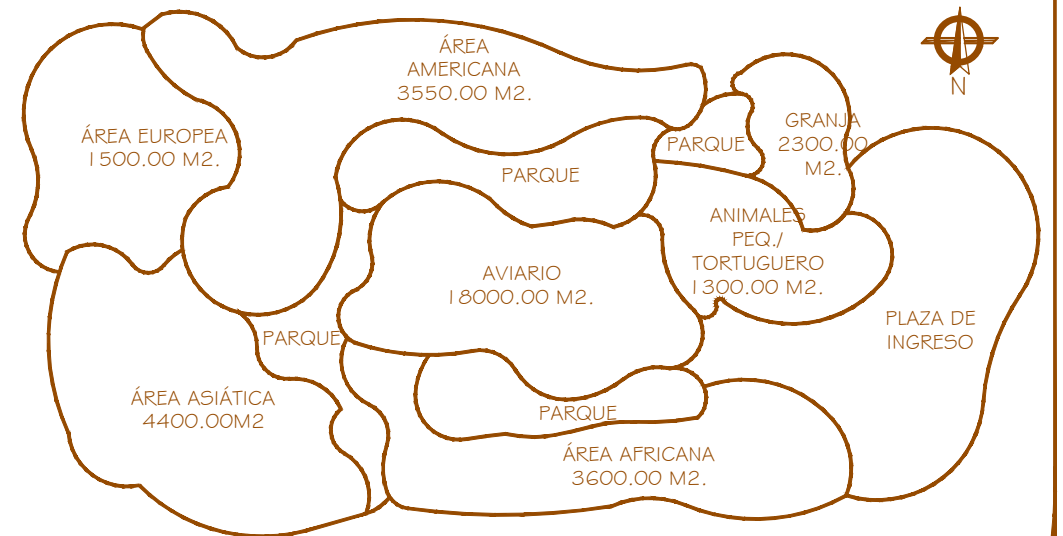 N
ÁREA
AMERICANA
3550.00 M2.
ÁREA EUROPEA
1500.00 M2.
PARQUE
PARQUE
GRANJA
2300.00
M2.
ANIMALES
PEQ./
TORTUGUERO
1300.00 M2.
AVIARIO
18000.00 M2.
PLAZA DE
INGRESO
PARQUE
ÁREA ASIÁTICA
4400.00M2
PARQUE
ÁREA AFRICANA
3600.00 M2.